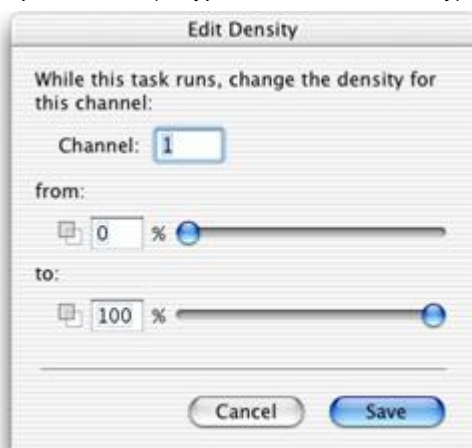 Edit Density
While this task runs, change the density for
this channel:
Channel: 1
from:
0 %
to:
100 %
Cancel Save